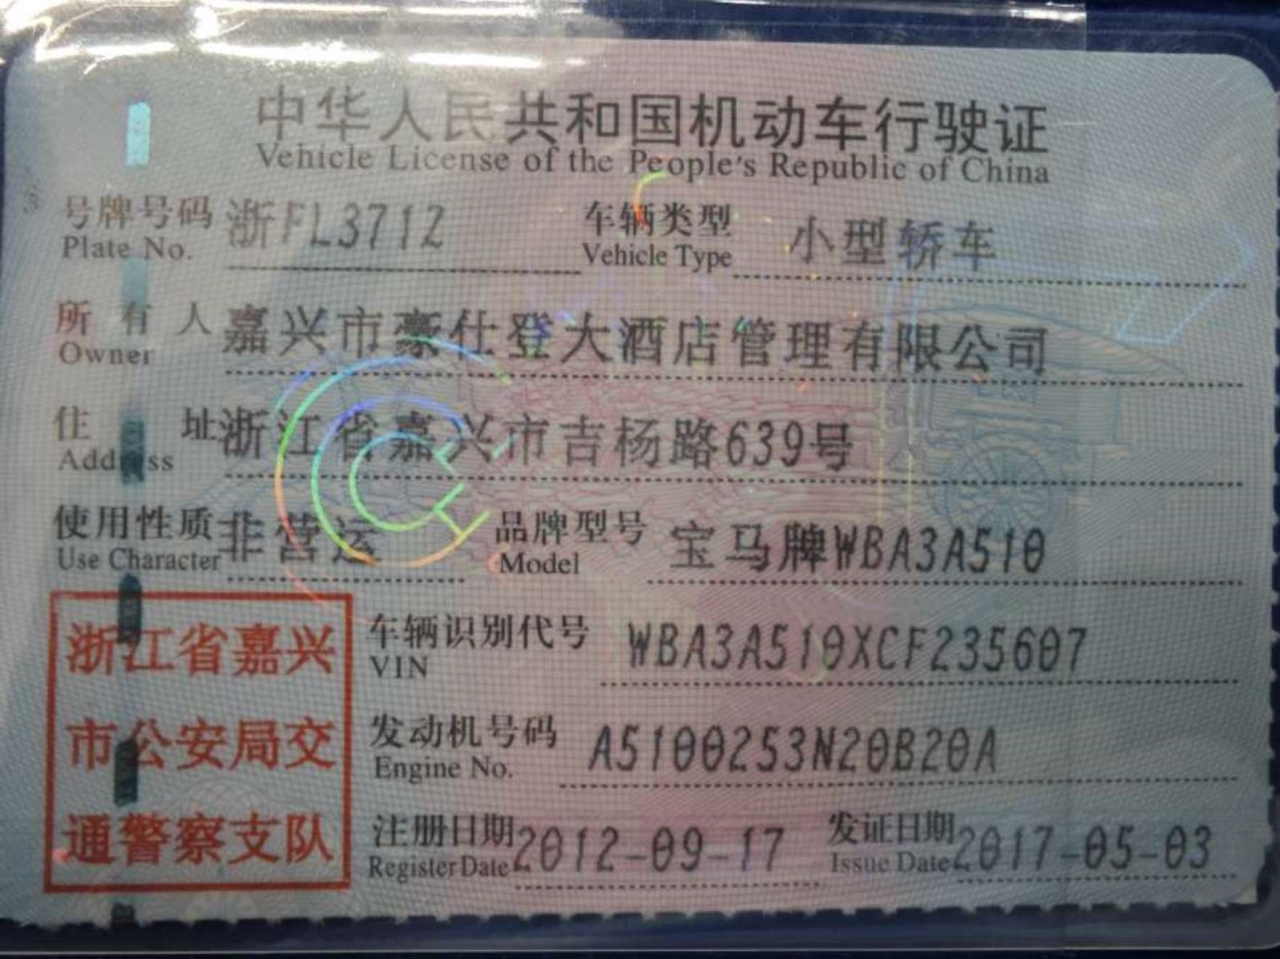 中华人民共和国机动车行驶证
Vehicle License of the People's Republic of China
号牌号码 浙FL371Z 车辆类型 小型轿车
Plate No. Vehicle Type
所有人 嘉兴市豪仕登大酒店管理有限公司
Owner
住址 浙江省嘉兴市吉杨路639号
Address
使用性质 非营运 品牌型号 宝马牌WBA3A510
Use Character Model
浙江省嘉兴
市公安局交
通警察支队
车辆识别代号 WBA3A510XCF235607
VIN
发动机号码 A5100253N20B20A
Engine No.
注册日期 2012-09-17 发证日期 2017-05-03
Register Date Issue Date